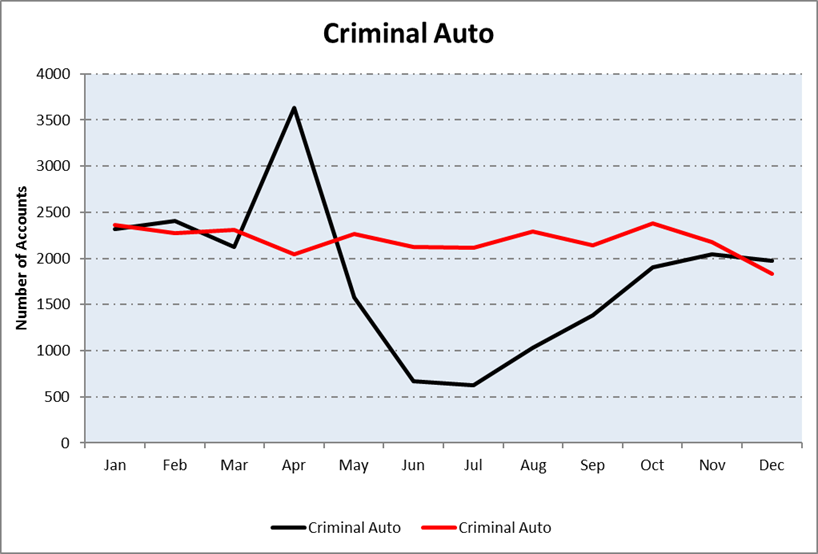 Criminal Auto
Number of Accounts
4000
3500
3000
2500
2000
1500
1000
500
0
Jan Feb Mar Apr May Jun Jul Aug Sep Oct Nov Dec
Criminal Auto Criminal Auto